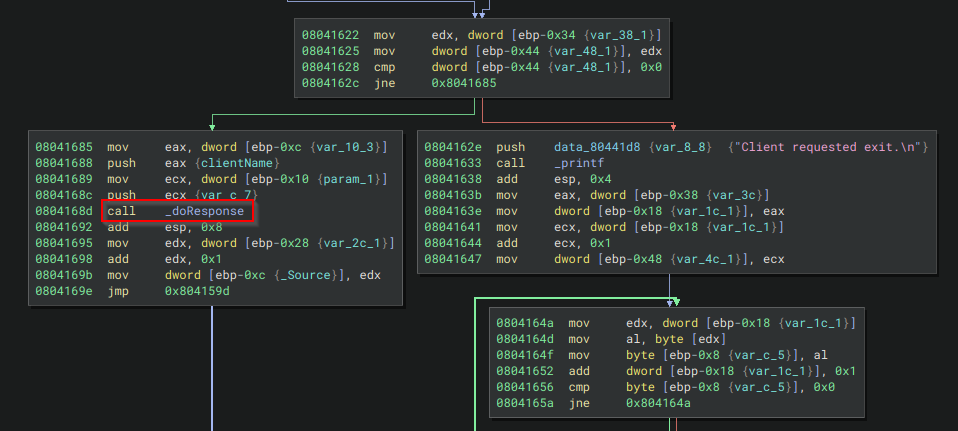 08041622 mov edx, dword [ebp-0x34 {var_38_1}]
08041625 mov dword [ebp-0x44 {var_48_1}], edx
08041628 cmp dword [ebp-0x44 {var_48_1}], 0x0
0804162c jne 0x8041685
08041685 mov eax, dword [ebp-0xc {var_10_3}]
08041688 push eax {clientName}
08041689 mov ecx, dword [ebp-0x10 {param_1}]
0804168c push ecx {var_c_7}
0804168d call _doResponse
08041692 add esp, 0x8
08041695 mov edx, dword [ebp-0x28 {var_2c_1}]
08041698 add edx, 0x1
0804169b mov dword [ebp-0xc {_Source}], edx
0804169e jmp 0x804159d
0804162e push data_80441d8 {var_8_8} {"Client requested exit.\n"}
08041633 call _printf
08041638 add esp, 0x4
0804163b mov eax, dword [ebp-0x38 {var_3c}]
0804163e mov dword [ebp-0x18 {var_1c_1}], eax
08041641 mov ecx, dword [ebp-0x18 {var_1c_1}]
08041644 add ecx, 0x1
08041647 mov dword [ebp-0x48 {var_4c_1}], ecx
0804164a mov edx, dword [ebp-0x18 {var_1c_1}]
0804164d mov al, byte [edx]
0804164f mov byte [ebp-0x8 {var_c_5}], al
08041652 add dword [ebp-0x18 {var_1c_1}], 0x1
08041656 cmp byte [ebp-0x8 {var_c_5}], 0x0
0804165a jne 0x804164a